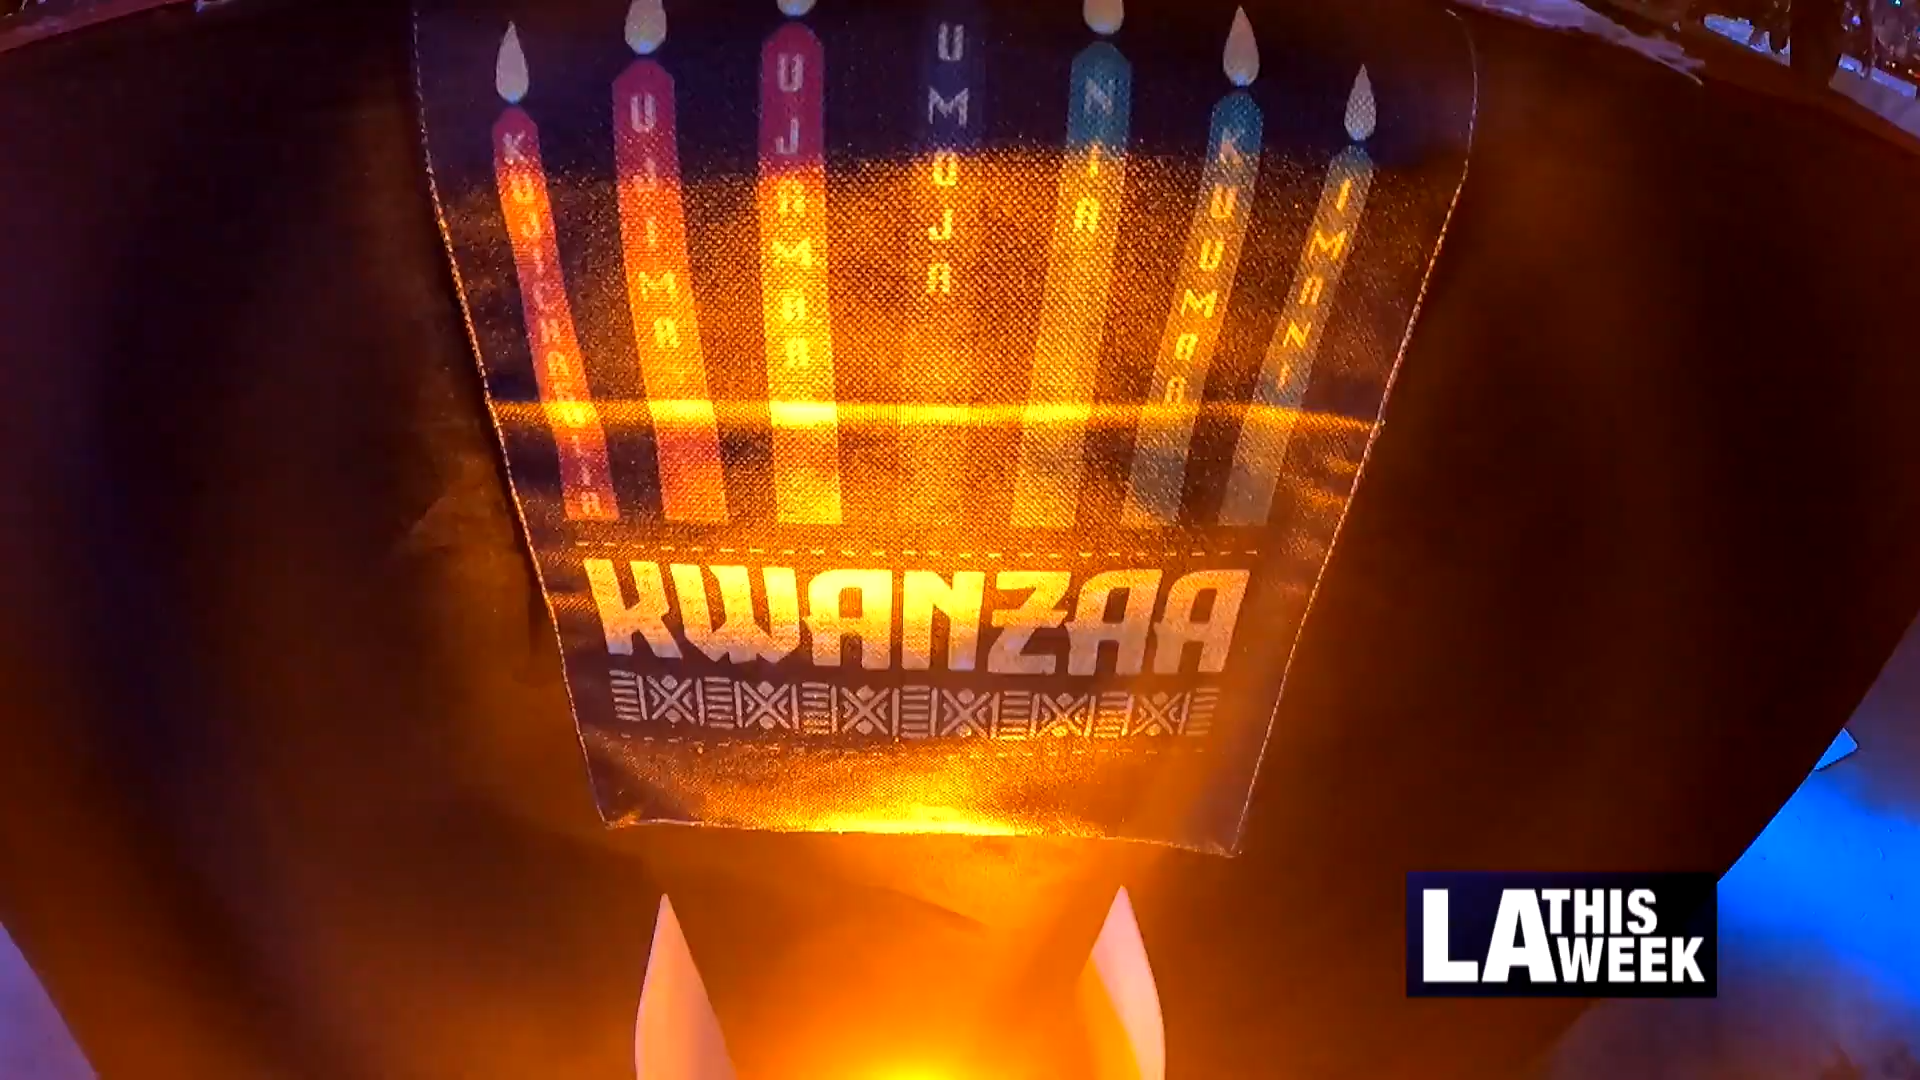 KUJICHAGULIA
UJIMA
UJAMAA
UMOJA
NIA
KUUMBA
IMANI
KWANZAA
LA THIS WEEK